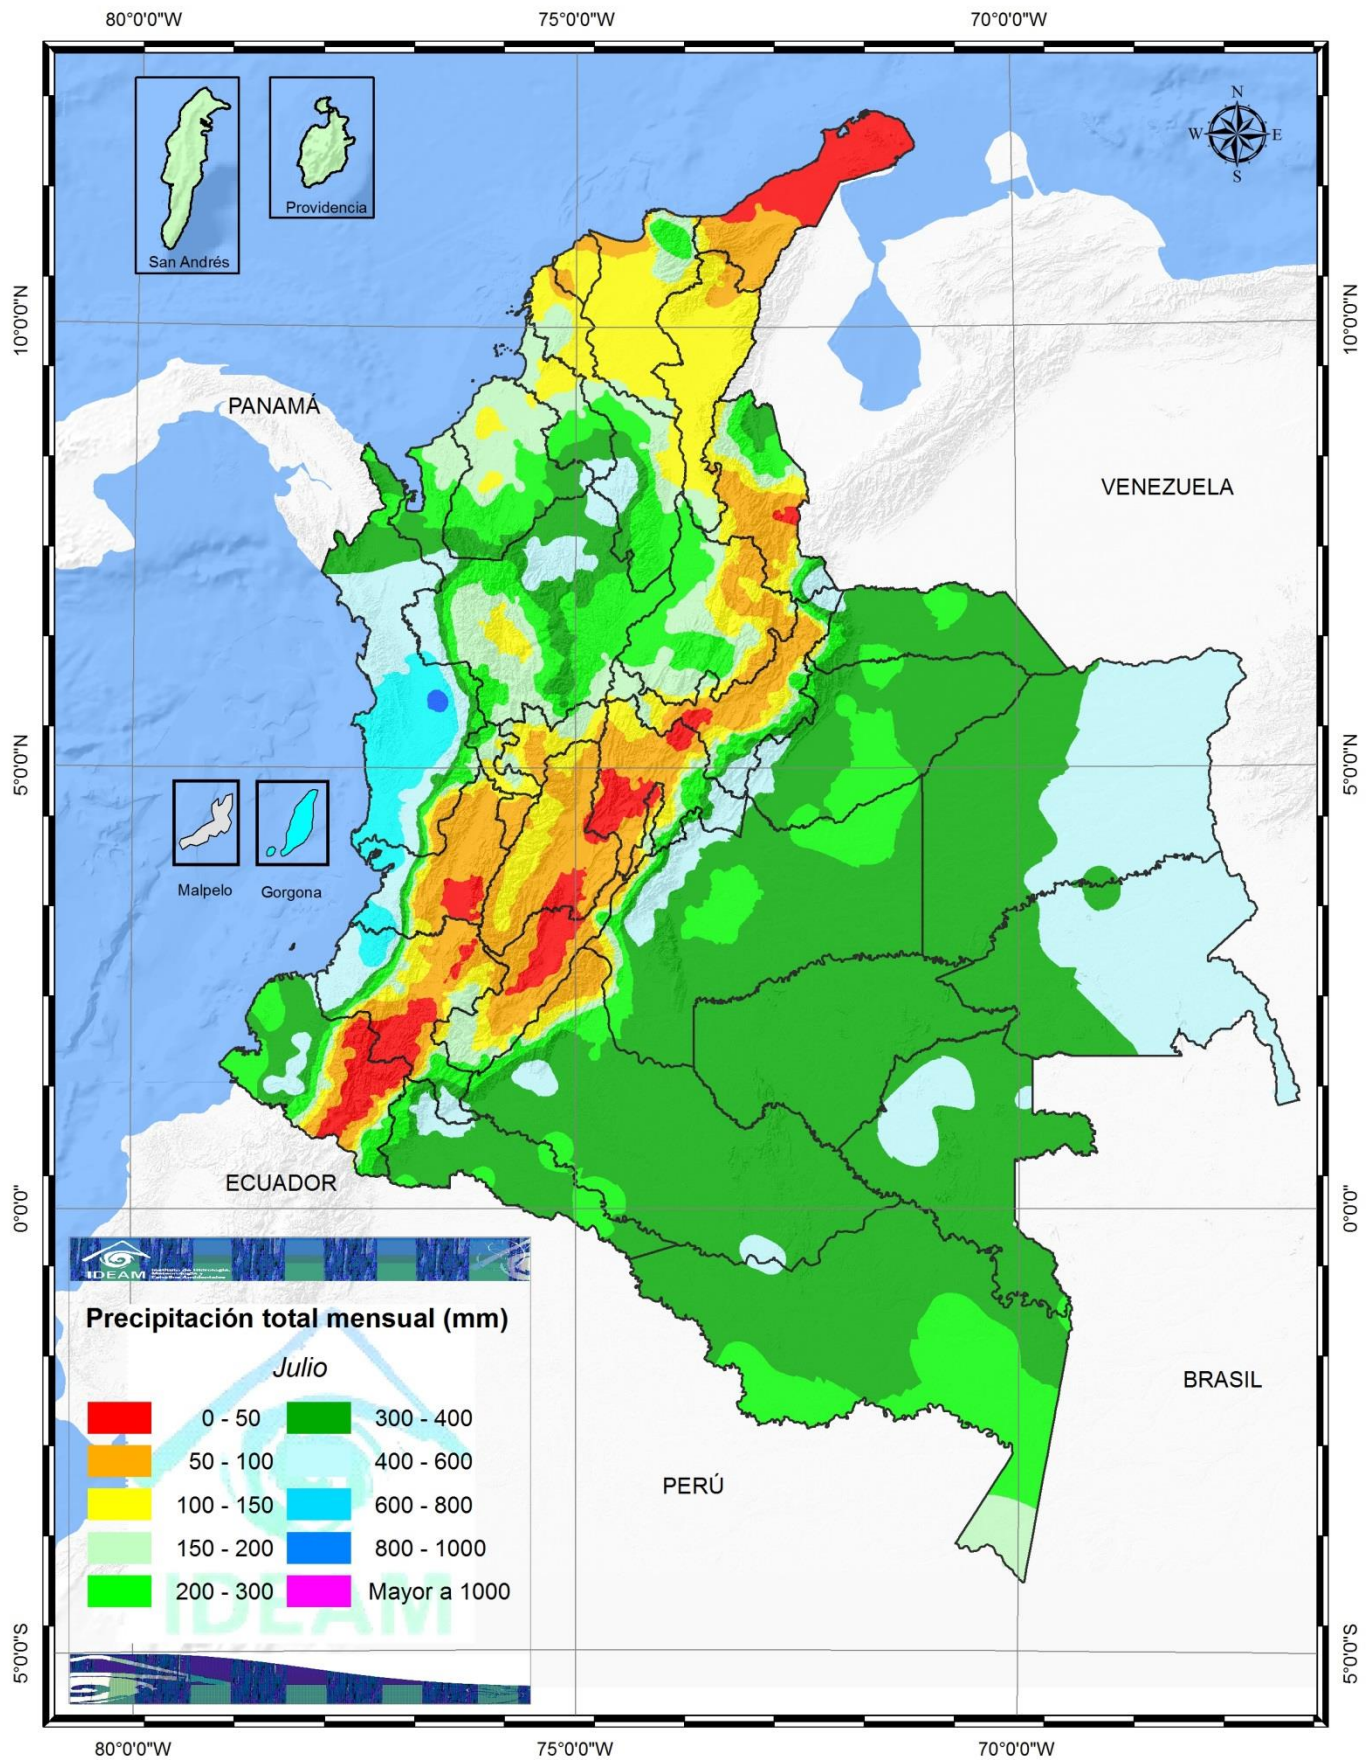 80°0'0"W 75°0'0"W 70°0'0"W
N
W E
S
San Andrés
Providencia
10°0'0"N 10°0'0"N
PANAMÁ
VENEZUELA
5°0'0"N 5°0'0"N
Malpelo Gorgona
ECUADOR
0°0'0" 0°0'0"
IDEAM
Precipitación total mensual (mm)
Julio
0 - 50 300 - 400
50 - 100 400 - 600
100 - 150 600 - 800
150 - 200 800 - 1000
200 - 300 Mayor a 1000
IDEAM
BRASIL
PERÚ
5°0'0"S 5°0'0"S
80°0'0"W 75°0'0"W 70°0'0"W